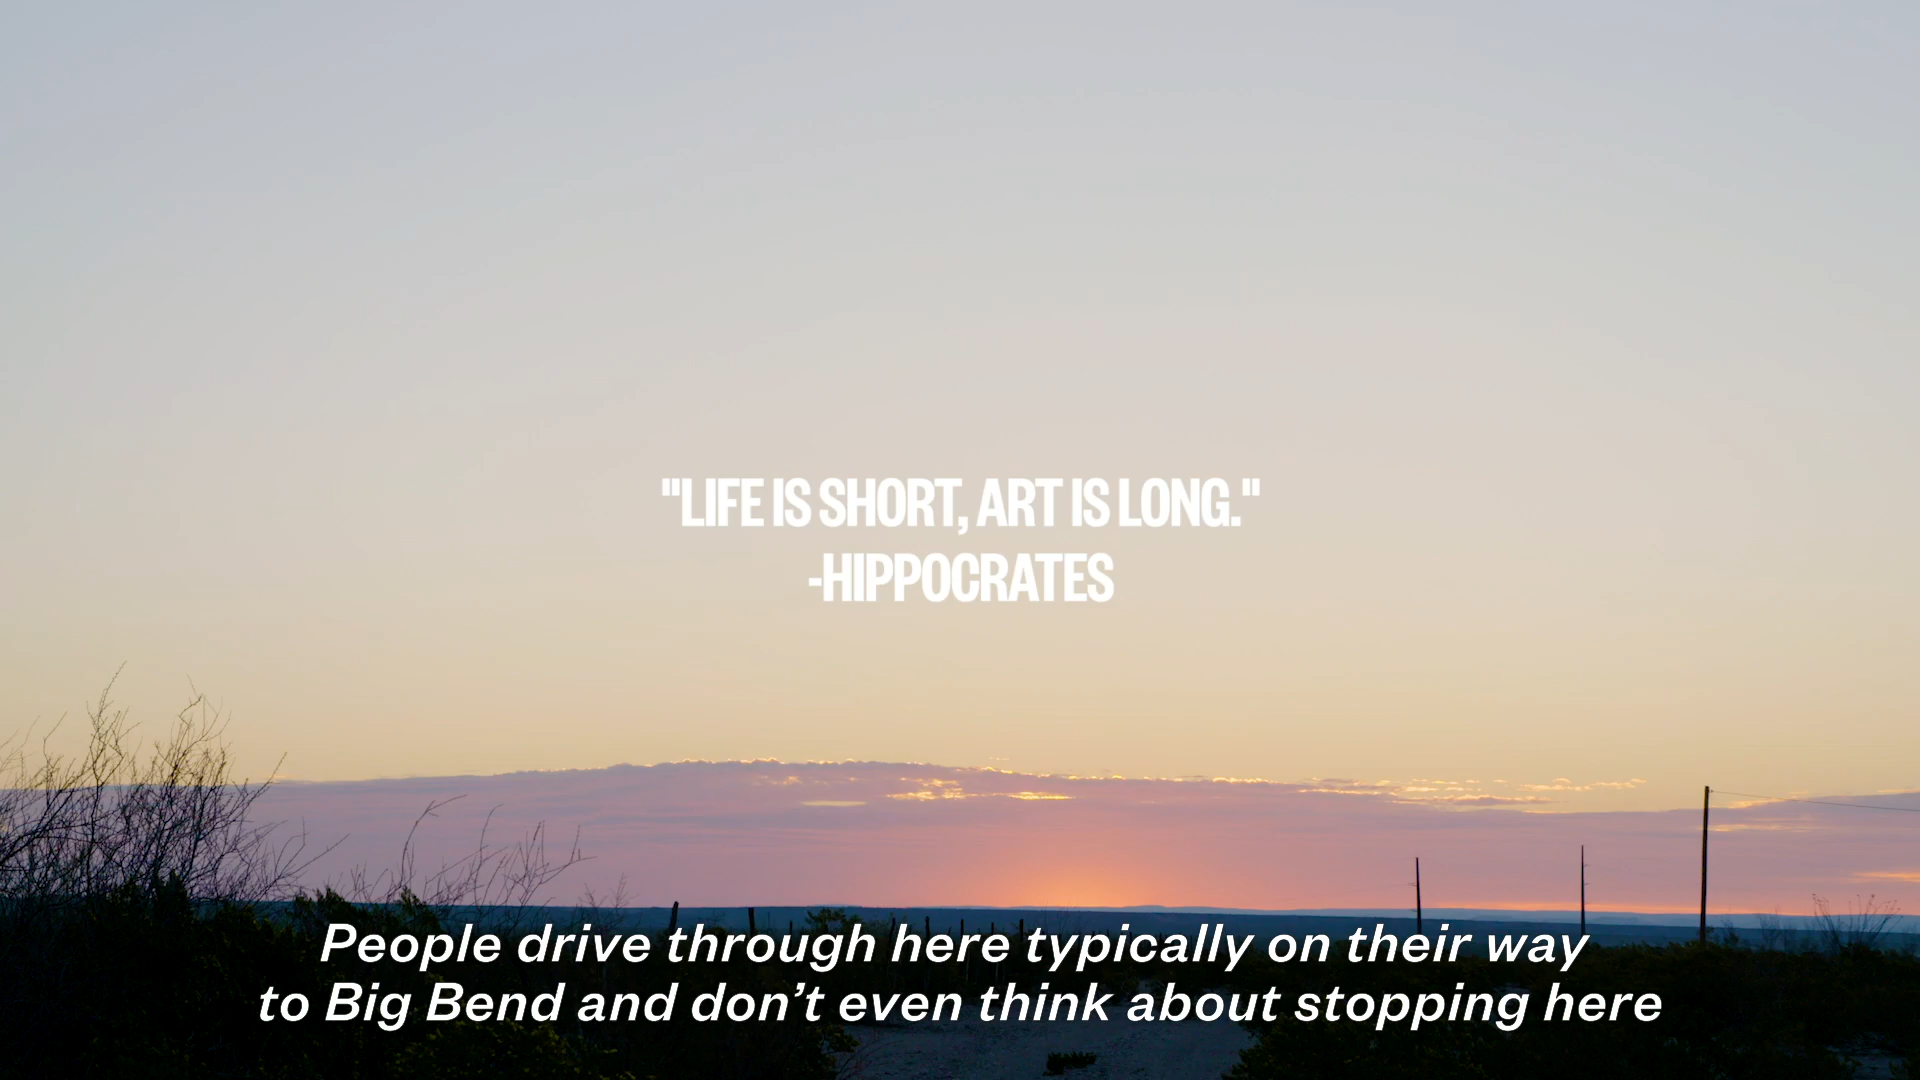 "LIFE IS SHORT, ART IS LONG."
-HIPPOCRATES
People drive through here typically on their way
to Big Bend and don’t even think about stopping here